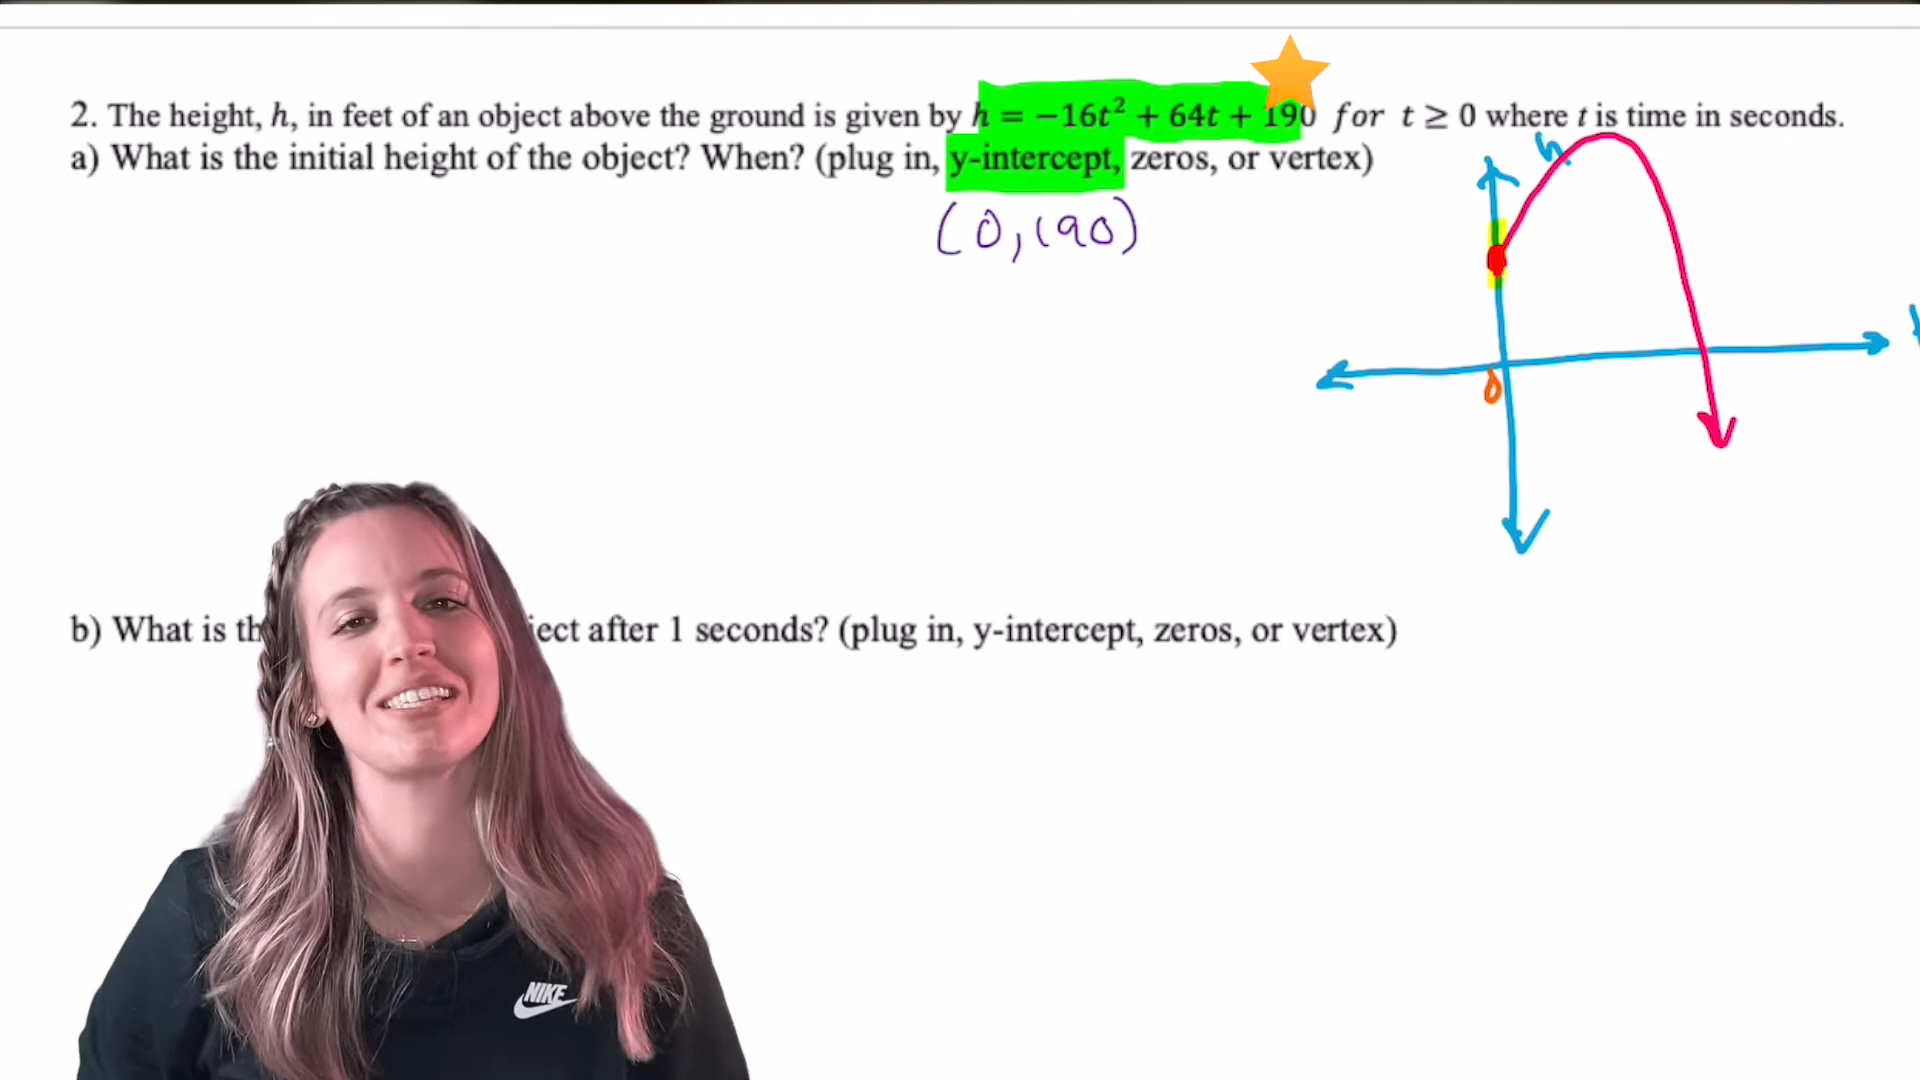 2. The height, h, in feet of an object above the ground is given by h = −16t² + 64t + 190 for t ≥ 0 where t is time in seconds.
a) What is the initial height of the object? When? (plug in, y-intercept, zeros, or vertex)
h
(0, 190)
0
b) What is th
ject after 1 seconds? (plug in, y-intercept, zeros, or vertex)
NIKE